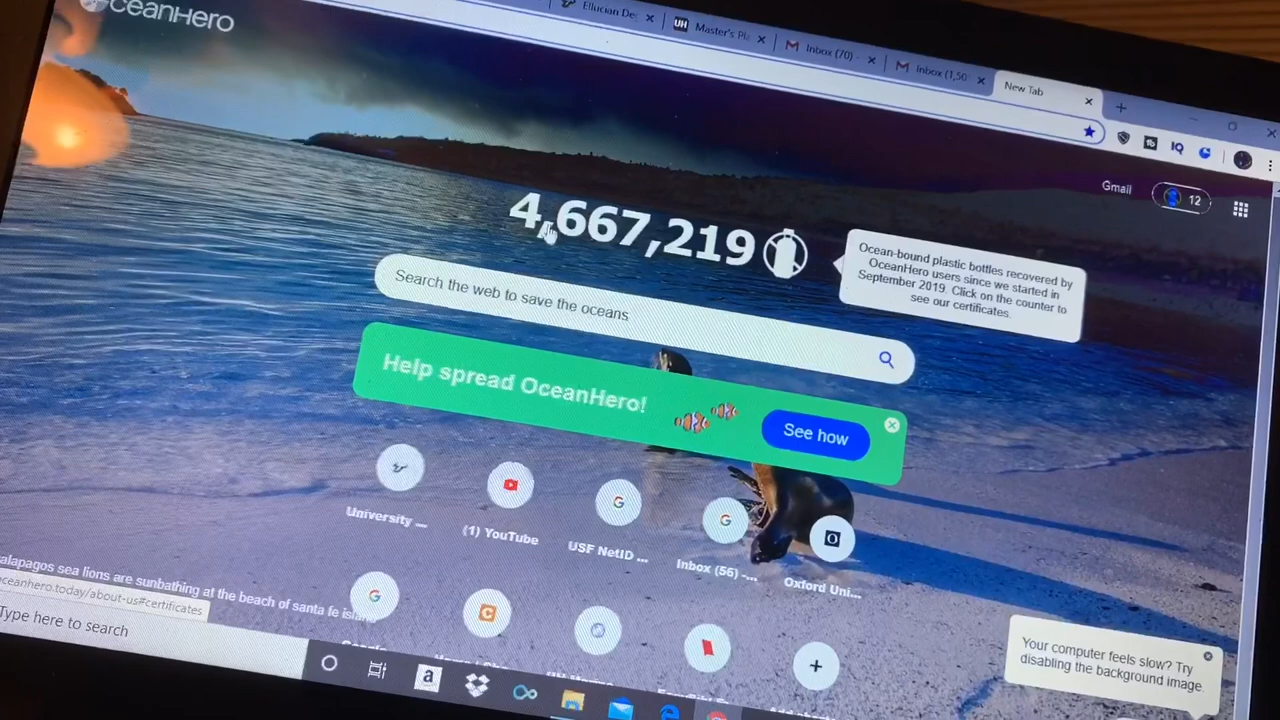 OceanHero
Ellucian De
UH Master's Pla
Inbox (70) -
Inbox (1,50
New Tab
IQ
Gmail
12
4,667,219
Ocean-bound plastic bottles recovered by
OceanHero users since we started in
September 2019. Click on the counter to
see our certificates.
Search the web to save the oceans
Help spread OceanHero!
See how
University ...
(1) YouTube
USF NetID ...
Inbox (56) -...
Oxford Uni...
alapagos sea lions are sunbathing at the beach of santa fe isla
oceanhero.today/about-us#certificates
Type here to search
Your computer feels slow? Try
disabling the background image.